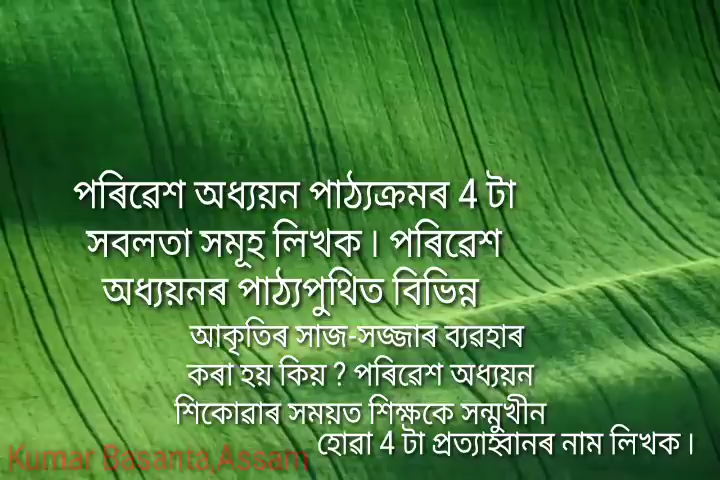 পৰিৱেশ অধ্যয়ন পাঠ্যক্ৰমৰ 4 টা
সবলতা সমূহ লিখক ৷ পৰিৱেশ
অধ্যয়নৰ পাঠ্যপুথিত বিভিন্ন
আকৃতিৰ সাজ-সজ্জাৰ ব্যৱহাৰ
কৰা হয় কিয় ? পৰিৱেশ অধ্যয়ন
শিকোৱাৰ সময়ত শিক্ষকে সন্মুখীন
হোৱা 4 টা প্ৰত্যাহ্বানৰ নাম লিখক ৷
Kumar Basanta,Assam